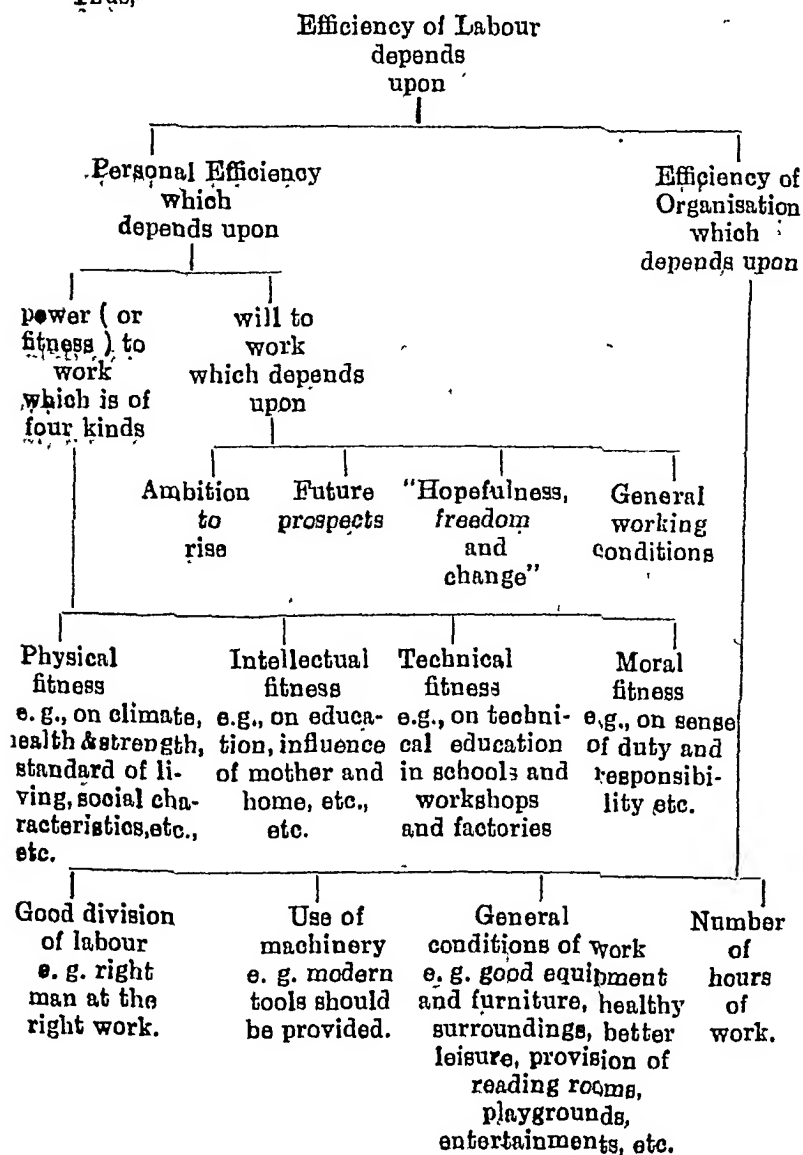 Efficiency of Labour
depends
upon
Personal Efficiency
which
depends upon
Efficiency of
Organisation
which
depends upon
power ( or
fitness ) to
work
which is of
four kinds
will to
work
which depends
upon
Ambition
to
rise
Future
prospects
"Hopefulness,
freedom
and
change"
General
working
conditions
Physical
fitness
e. g., on climate,
health & strength,
standard of li-
ving, social cha-
racteristics, etc.,
etc.
Intellectual
fitness
e.g., on educa-
tion, influence
of mother and
home, etc.,
etc.
Technical
fitness
e.g., on techni-
cal education
in schools and
workshops
and factories
Moral
fitness
e.g., on sense
of duty and
responsibi-
lity etc.
Good division
of labour
e. g. right
man at the
right work.
Use of
machinery
e. g. modern
tools should
be provided.
General
conditions of work
e. g. good equipment
and furniture, healthy
surroundings, better
leisure, provision of
reading rooms,
playgrounds,
entertainments, etc.
Number
of
hours
of
work.